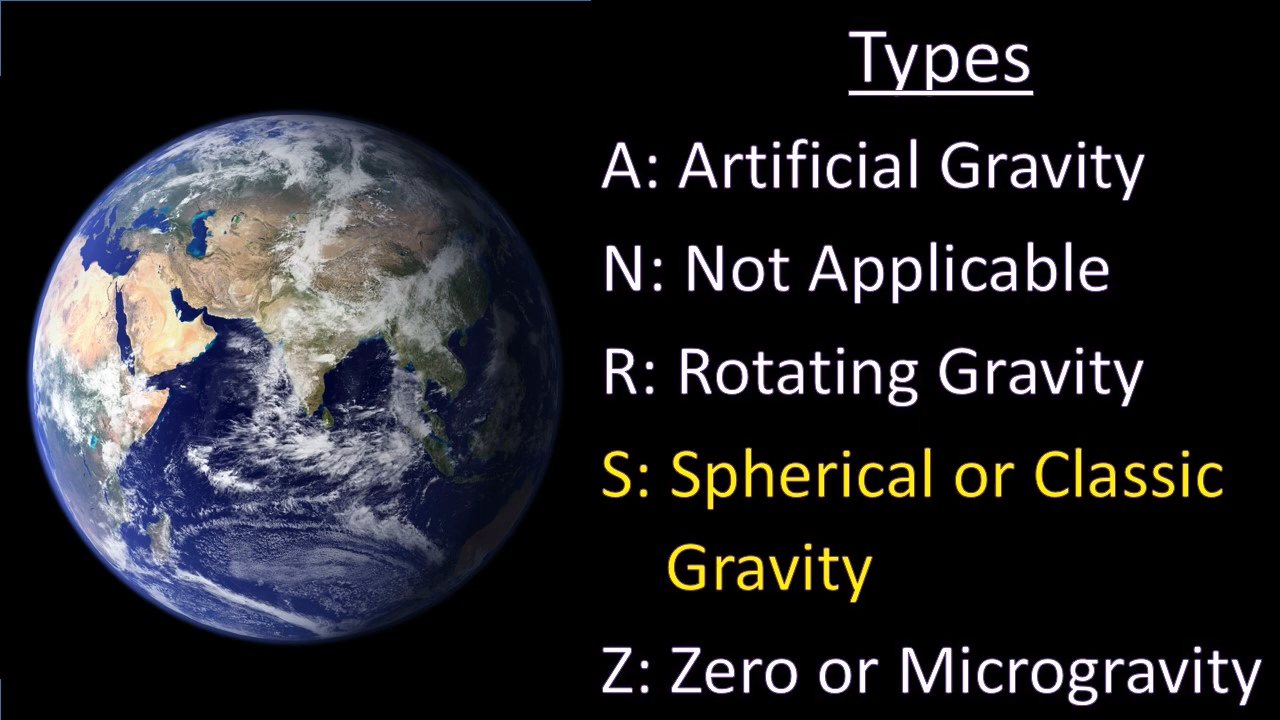 Types
A: Artificial Gravity
N: Not Applicable
R: Rotating Gravity
S: Spherical or Classic
Gravity
Z: Zero or Microgravity